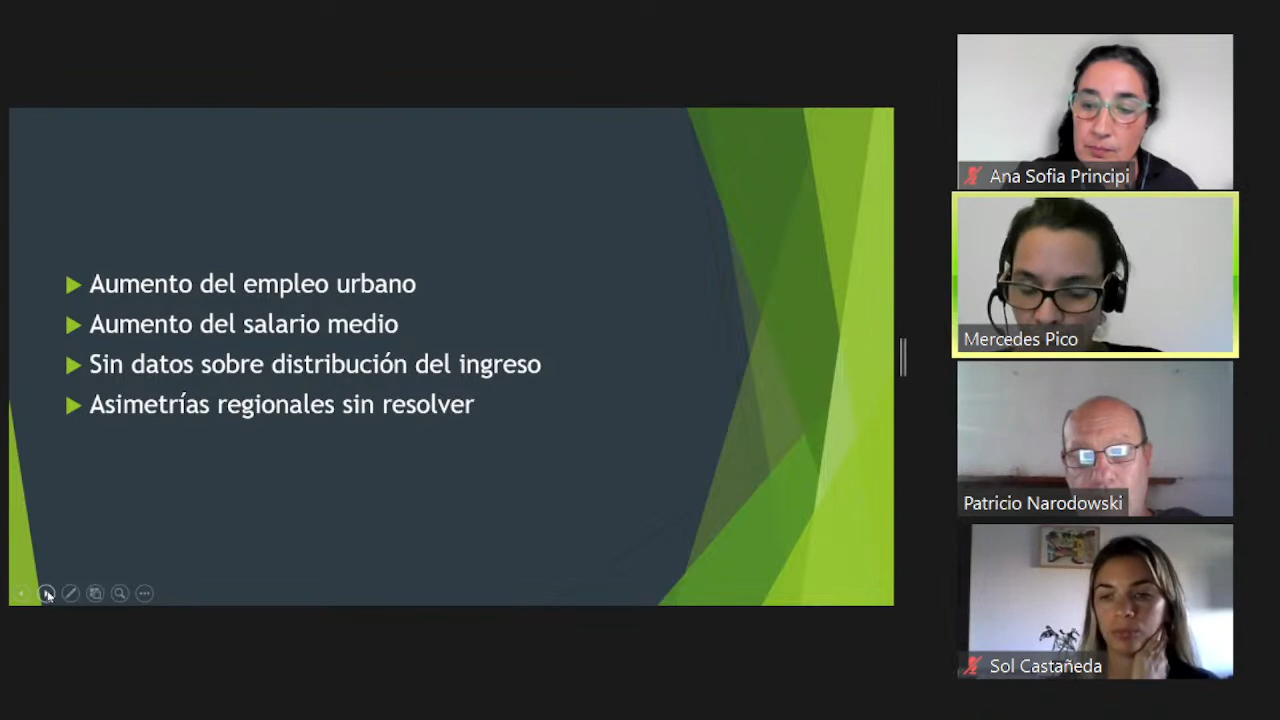 Aumento del empleo urbano
Aumento del salario medio
Sin datos sobre distribución del ingreso
Asimetrías regionales sin resolver
Ana Sofia Principi
Mercedes Pico
Patricio Narodowski
Sol Castañeda